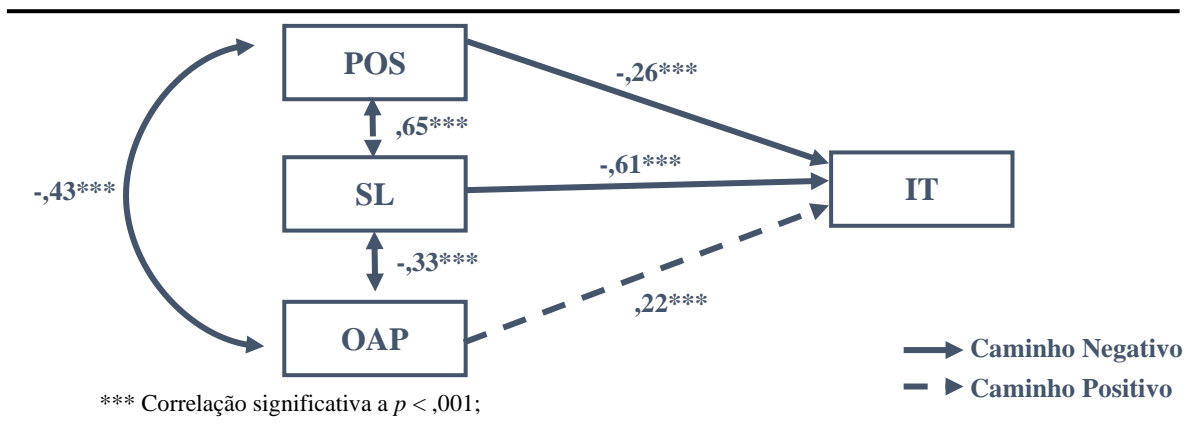 POS
-,26***
,65***
-,43***
SL
-,61***
IT
-,33***
OAP
,22***
Caminho Negativo
Caminho Positivo
*** Correlação significativa a p < ,001;